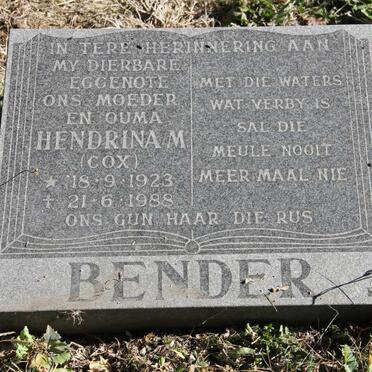 IN TERE HERINNERING AAN
MY DIERBARE
EGGENOTE
ONS MOEDER
EN OUMA
HENDRINA M
(COX)
* 18·9·1923
† 21·6·1988
MET DIE WATERS
WAT VERBY IS
SAL DIE
MEULE NOOIT
MEER MAAL NIE
ONS GUN HAAR DIE RUS
BENDER